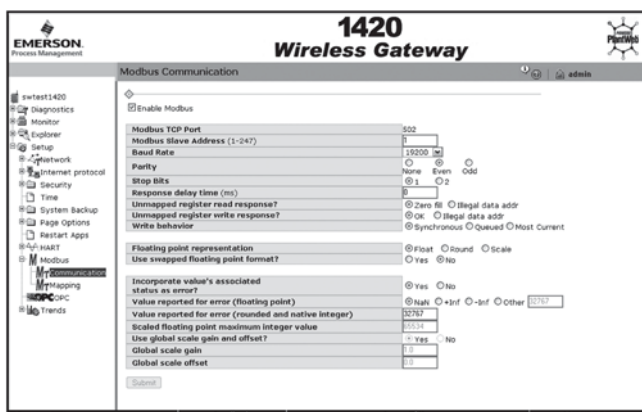 EMERSON
Process Management
1420
Wireless Gateway
PlantWeb
Modbus Communication
admin
swtest1420
Diagnostics
Monitor
Explorer
Setup
Network
Internet protocol
Security
Time
System Backup
Page Options
Restart Apps
HART
Modbus
Communication
Mapping
OPC OPC
Trends
Enable Modbus
Modbus TCP Port 502
Modbus Slave Address (1-247) 1
Baud Rate 19200
Parity None Even Odd
Stop Bits 1 2
Response delay time (ms) 0
Unmapped register read response? Zero fill Illegal data addr
Unmapped register write response? OK Illegal data addr
Write behavior Synchronous Queued Most Current
Floating point representation Float Round Scale
Use swapped floating point format? Yes No
Incorporate value's associated
status as error? Yes No
Value reported for error (floating point) NaN +Inf -Inf Other 32767
Value reported for error (rounded and native integer) 32767
Scaled floating point maximum integer value 65534
Use global scale gain and offset? Yes No
Global scale gain 1.0
Global scale offset 0.0
Submit